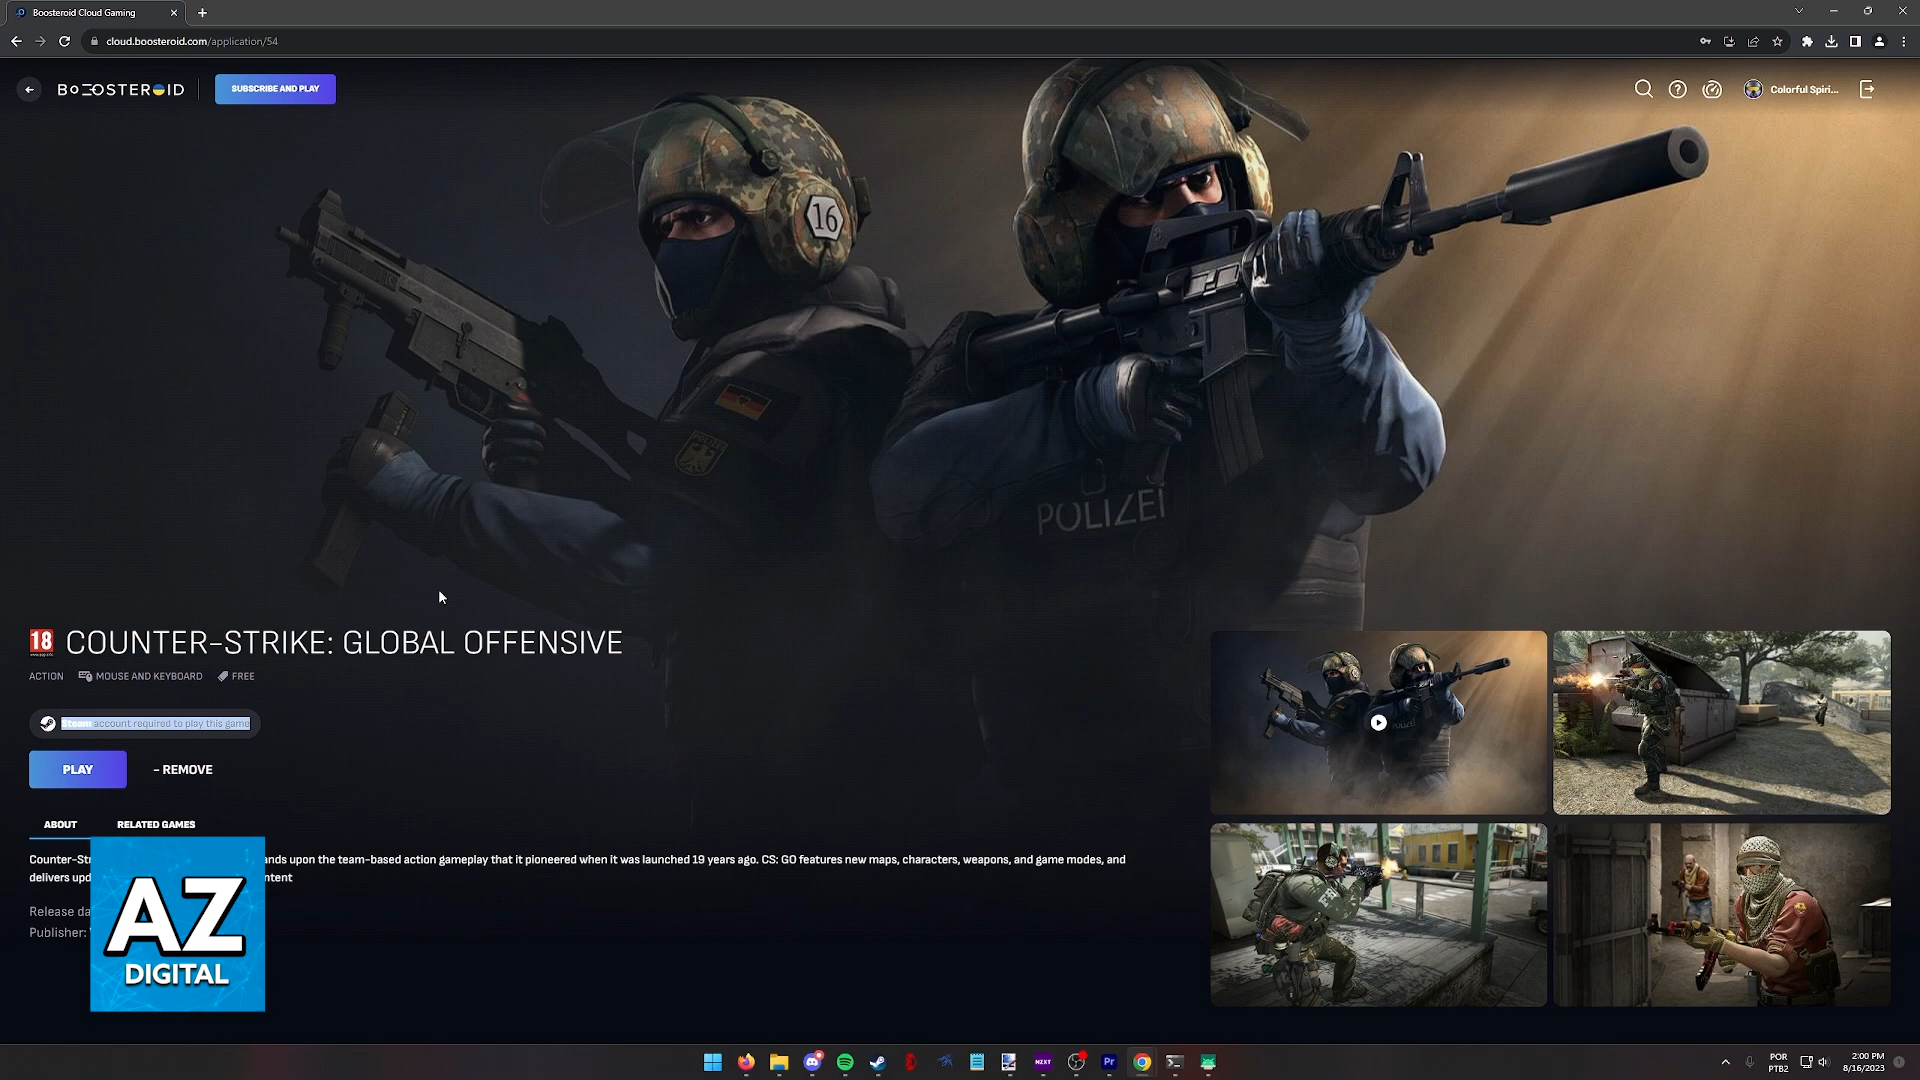 Boosteroid Cloud Gaming
cloud.boosteroid.com/application/54
BOOSTEROID
SUBSCRIBE AND PLAY
Colorful Spiri...
16
POLIZEI
18 COUNTER-STRIKE: GLOBAL OFFENSIVE
ACTION MOUSE AND KEYBOARD FREE
Steam account required to play this game
PLAY
- REMOVE
ABOUT RELATED GAMES
Counter-Str ands upon the team-based action gameplay that it pioneered when it was launched 19 years ago. CS: GO features new maps, characters, weapons, and game modes, and
delivers upd ntent
Release da
Publisher:
AZ
DIGITAL
NZXT
Pr
POR
PTB2
2:00 PM
8/16/2023